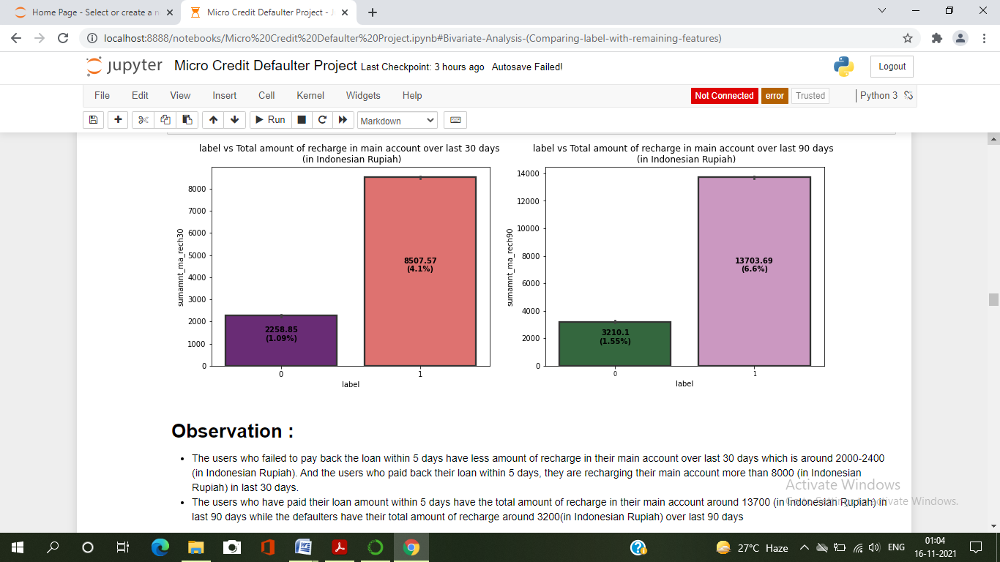 Home Page - Select or create a n
Micro Credit Defaulter Project - J
localhost:8888/notebooks/Micro%20Credit%20Defaulter%20Project.ipynb#Bivariate-Analysis-(Comparing-label-with-remaining-features)
jupyter Micro Credit Defaulter Project Last Checkpoint: 3 hours ago Autosave Failed!
Logout
File Edit View Insert Cell Kernel Widgets Help
Not Connected error Trusted Python 3
Run Markdown
label vs Total amount of recharge in main account over last 30 days
(in Indonesian Rupiah)
sumamnt_ma_rech30
8000
7000
6000
5000
4000
3000
2000
1000
0
8507.57
(4.1%)
2258.85
(1.09%)
0 1
label
label vs Total amount of recharge in main account over last 90 days
(in Indonesian Rupiah)
sumamnt_ma_rech90
14000
12000
10000
8000
6000
4000
2000
0
13703.69
(6.6%)
3210.1
(1.55%)
0 1
label
Observation :
• The users who failed to pay back the loan within 5 days have less amount of recharge in their main account over last 30 days which is around 2000-2400
(in Indonesian Rupiah). And the users who paid back their loan within 5 days, they are recharging their main account more than 8000 (in Indonesian
Rupiah) in last 30 days.
• The users who have paid their loan amount within 5 days have the total amount of recharge in their main account around 13700 (in Indonesian Rupiah) in
last 90 days while the defaulters have their total amount of recharge around 3200(in Indonesian Rupiah) over last 90 days
Activate Windows
Go to Settings to activate Windows.
27°C Haze
ENG
01:04
16-11-2021